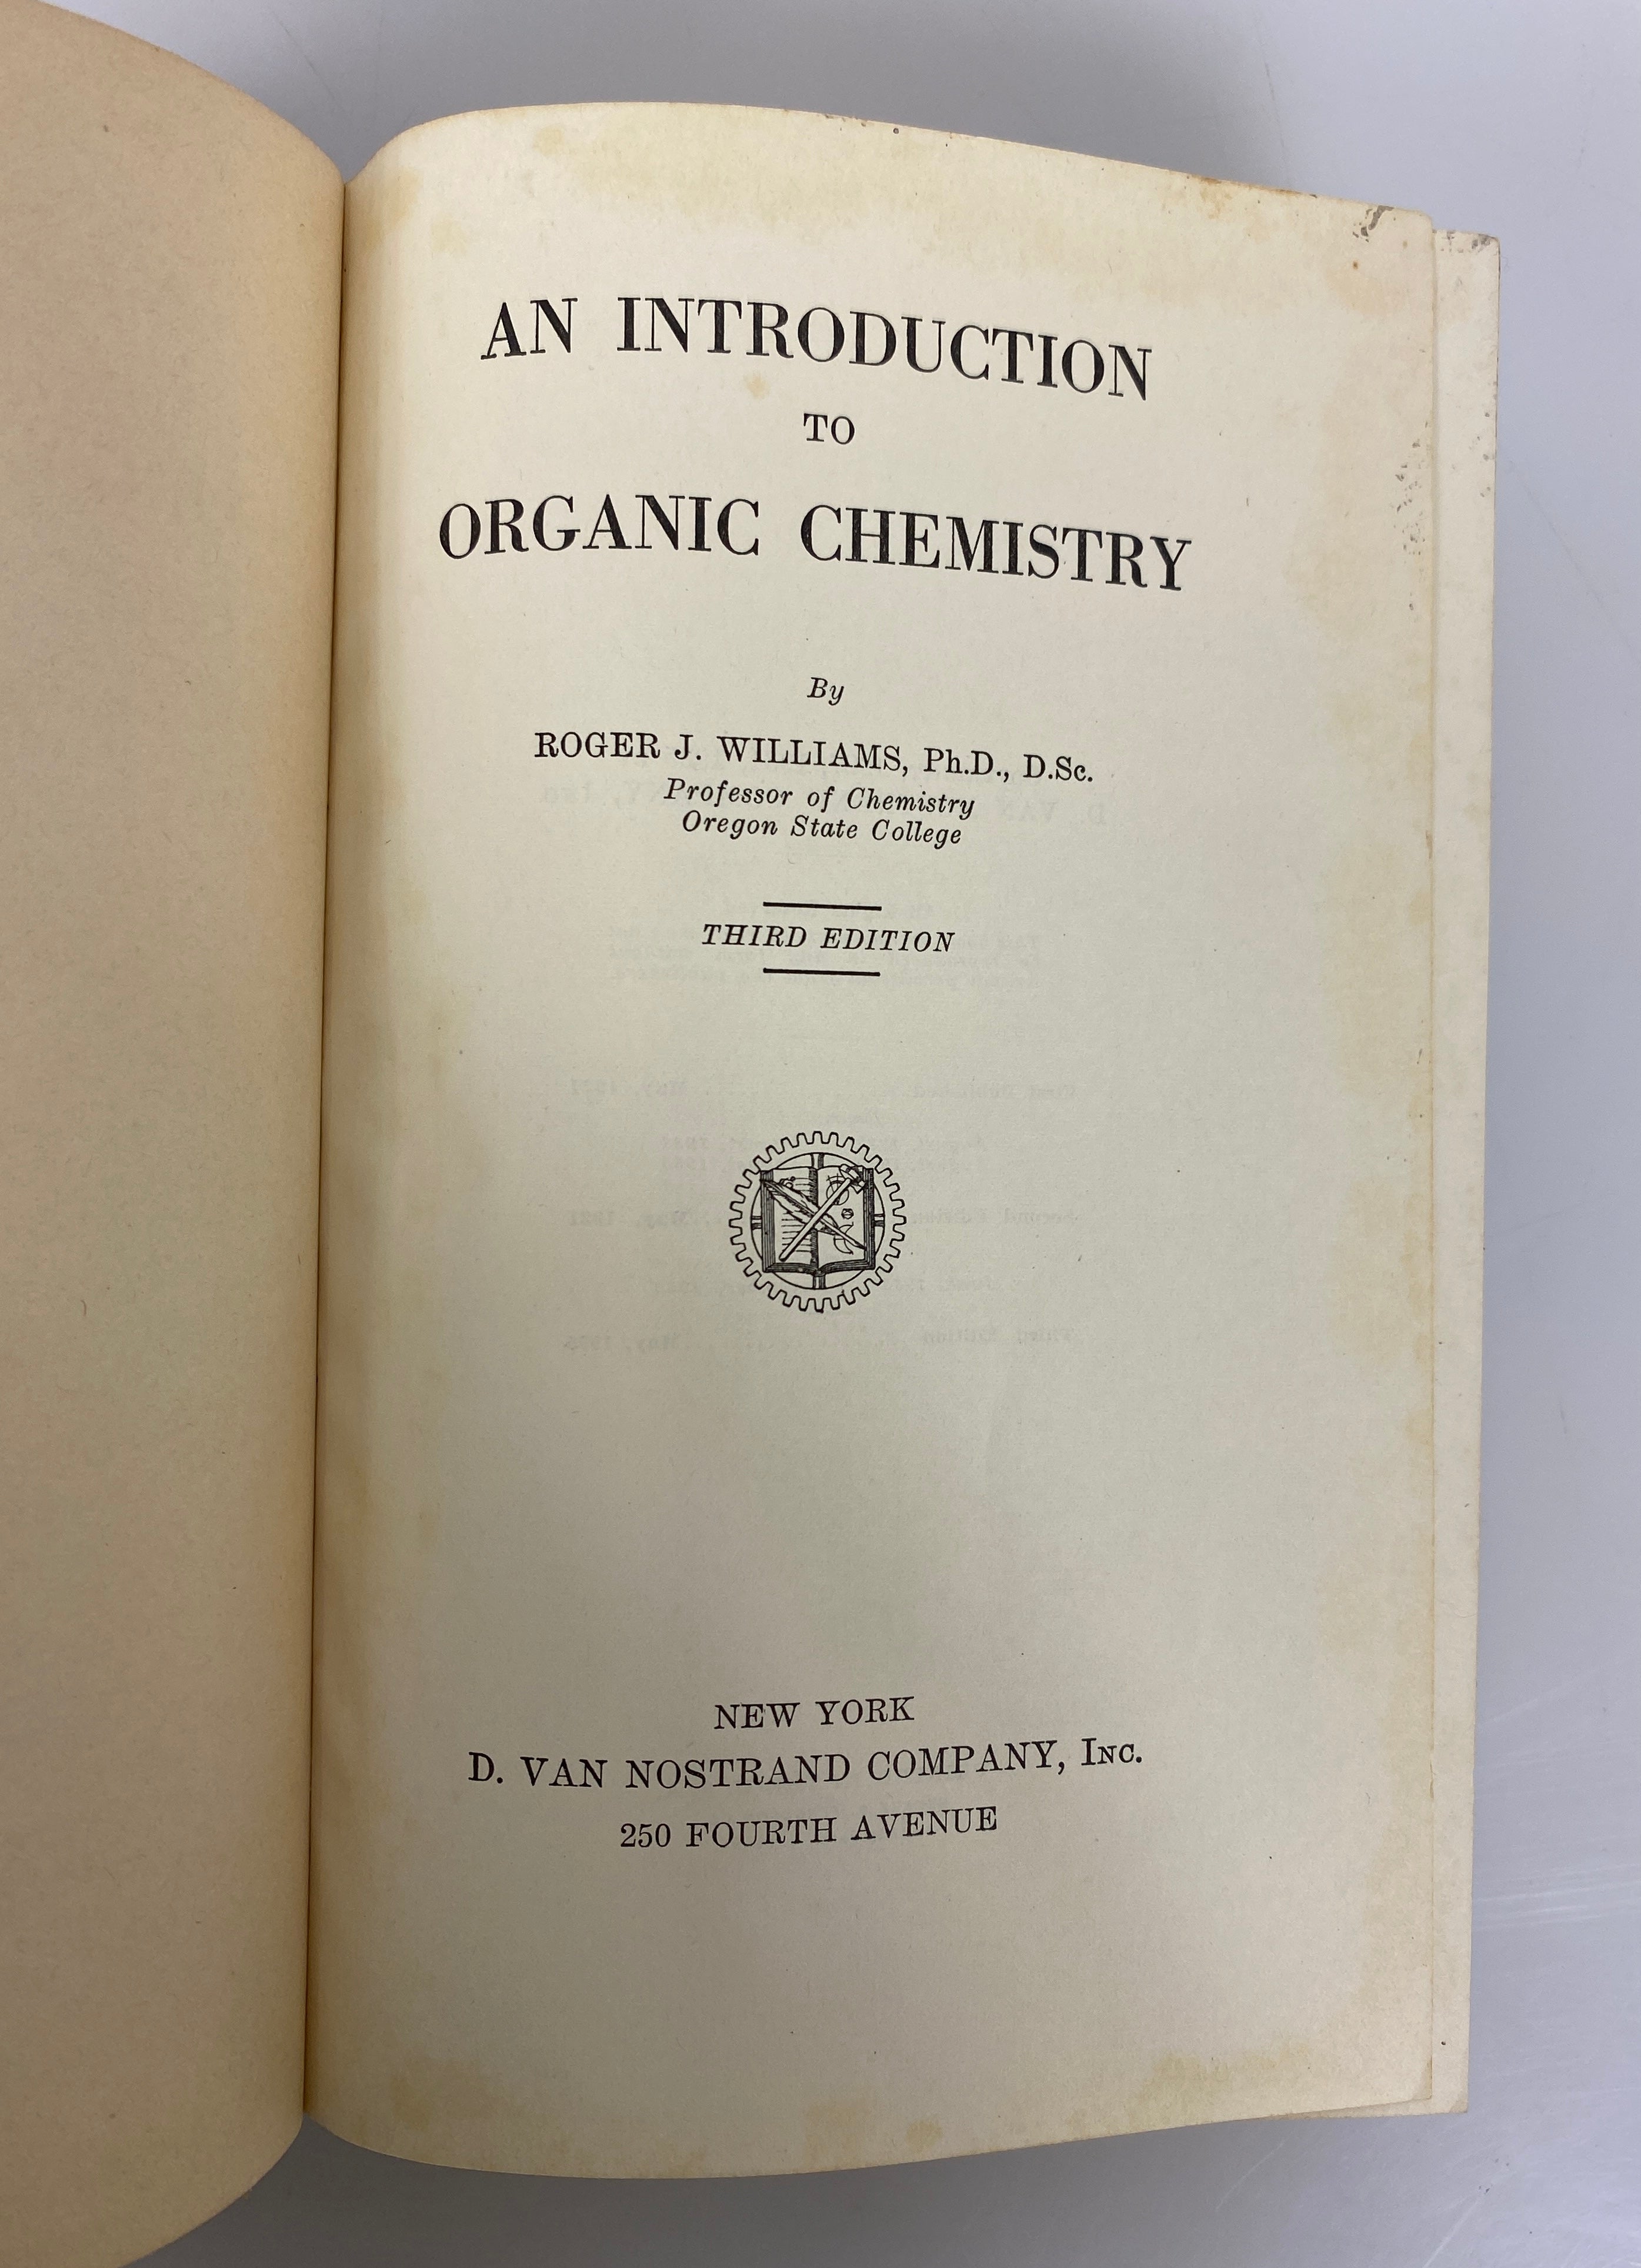 AN INTRODUCTION
TO
ORGANIC CHEMISTRY
By
ROGER J. WILLIAMS, Ph.D., D.Sc.
Professor of Chemistry
Oregon State College
THIRD EDITION
NEW YORK
D. VAN NOSTRAND COMPANY, INC.
250 FOURTH AVENUE